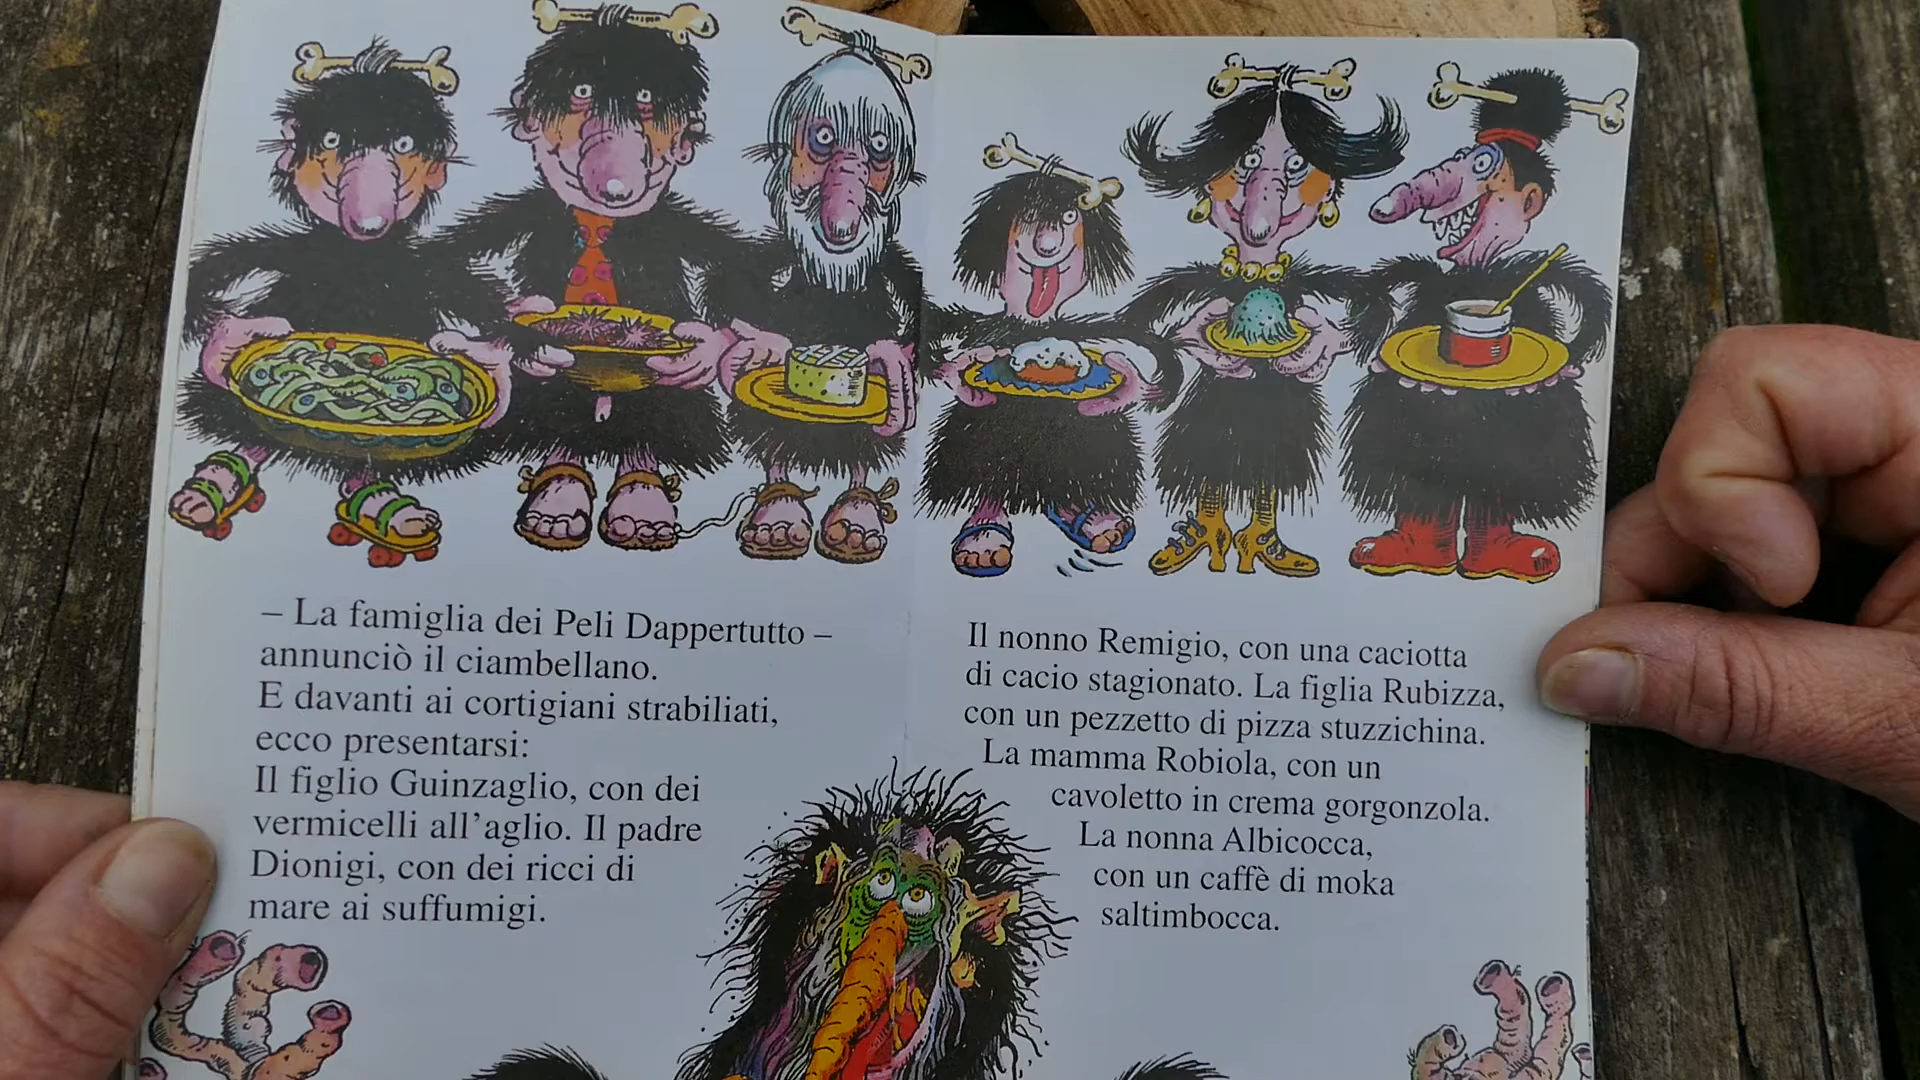 – La famiglia dei Peli Dappertutto –
annunciò il ciambellano.
E davanti ai cortigiani strabiliati,
ecco presentarsi:
Il figlio Guinzaglio, con dei
vermicelli all'aglio. Il padre
Dionigi, con dei ricci di
mare ai suffumigi.
Il nonno Remigio, con una caciotta
di cacio stagionato. La figlia Rubizza,
con un pezzetto di pizza stuzzichina.
La mamma Robiola, con un
cavoletto in crema gorgonzola.
La nonna Albicocca,
con un caffè di moka
saltimbocca.